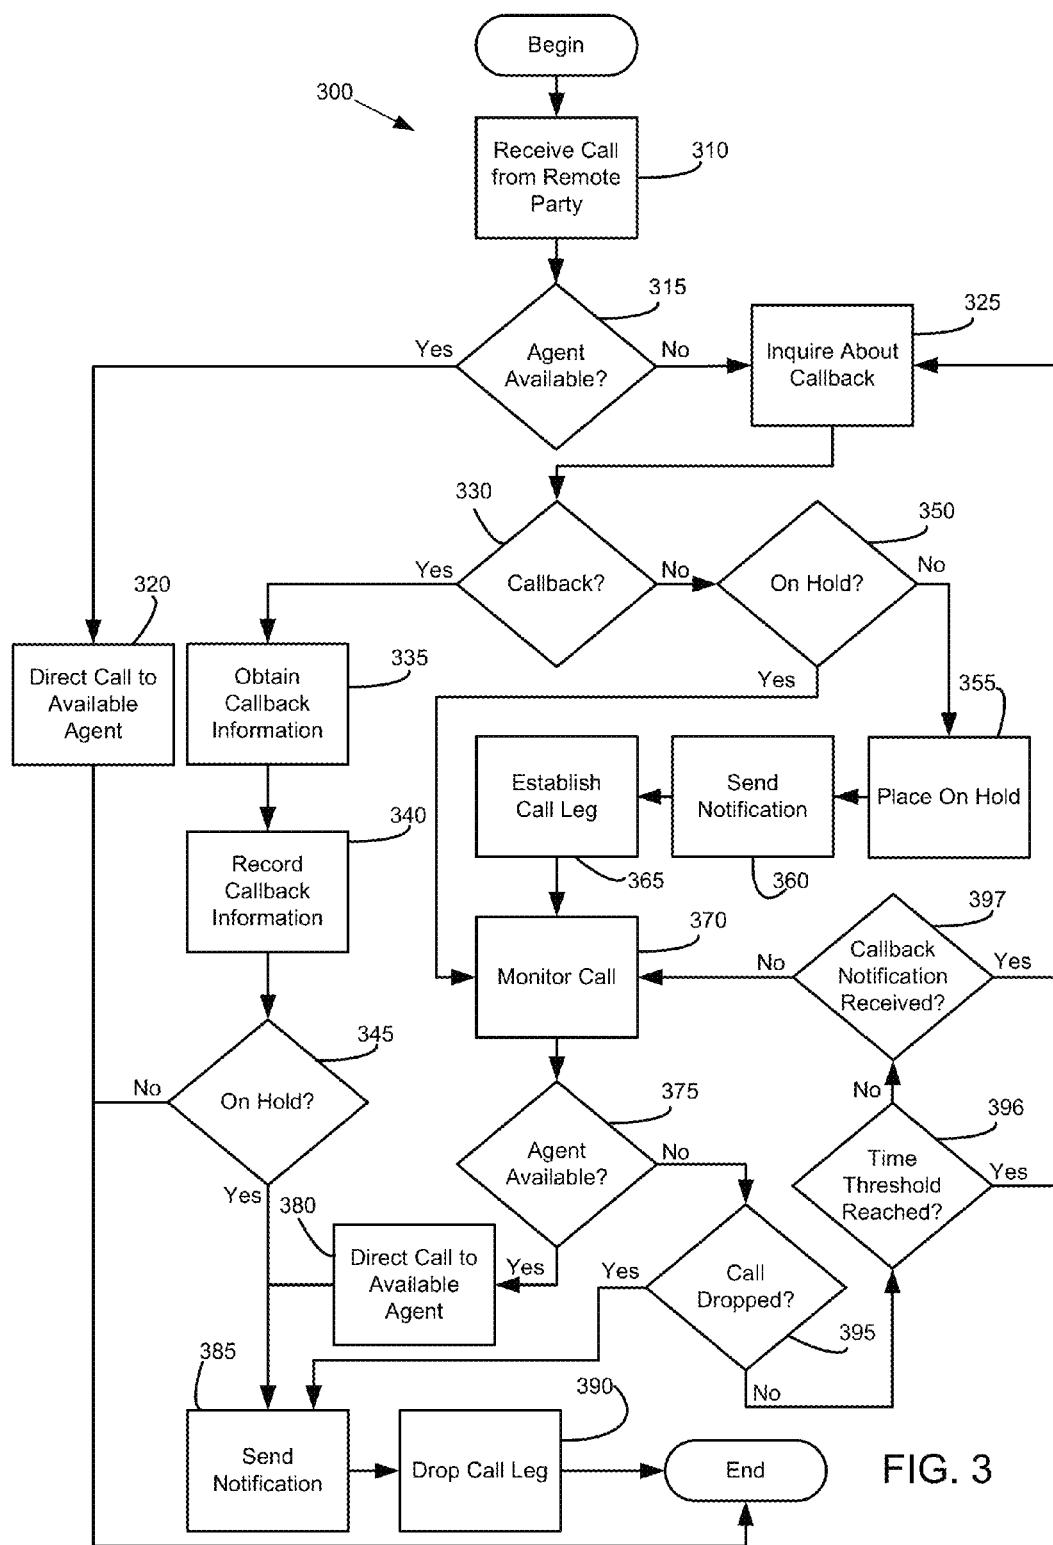 Begin
300
Receive Call
from Remote
Party
310
315
Agent
Available?
Yes
No
325
Inquire About
Callback
330
Callback?
Yes
No
350
On Hold?
No
Yes
320
Direct Call to
Available
Agent
335
Obtain
Callback
Information
355
Place On Hold
Send
Notification
360
Establish
Call Leg
365
340
Record
Callback
Information
370
Monitor Call
397
Callback
Notification
Received?
No
Yes
345
On Hold?
No
Yes
375
Agent
Available?
No
Yes
396
Time
Threshold
Reached?
No
Yes
380
Direct Call to
Available
Agent
Call
Dropped?
Yes
395
No
385
Send
Notification
390
Drop Call Leg
End
FIG. 3